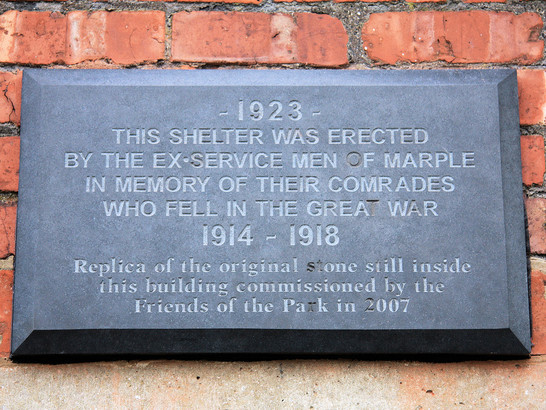 - 1923 -
THIS SHELTER WAS ERECTED
BY THE EX-SERVICE MEN OF MARPLE
IN MEMORY OF THEIR COMRADES
WHO FELL IN THE GREAT WAR
1914 - 1918
Replica of the original stone still inside
this building commissioned by the
Friends of the Park in 2007